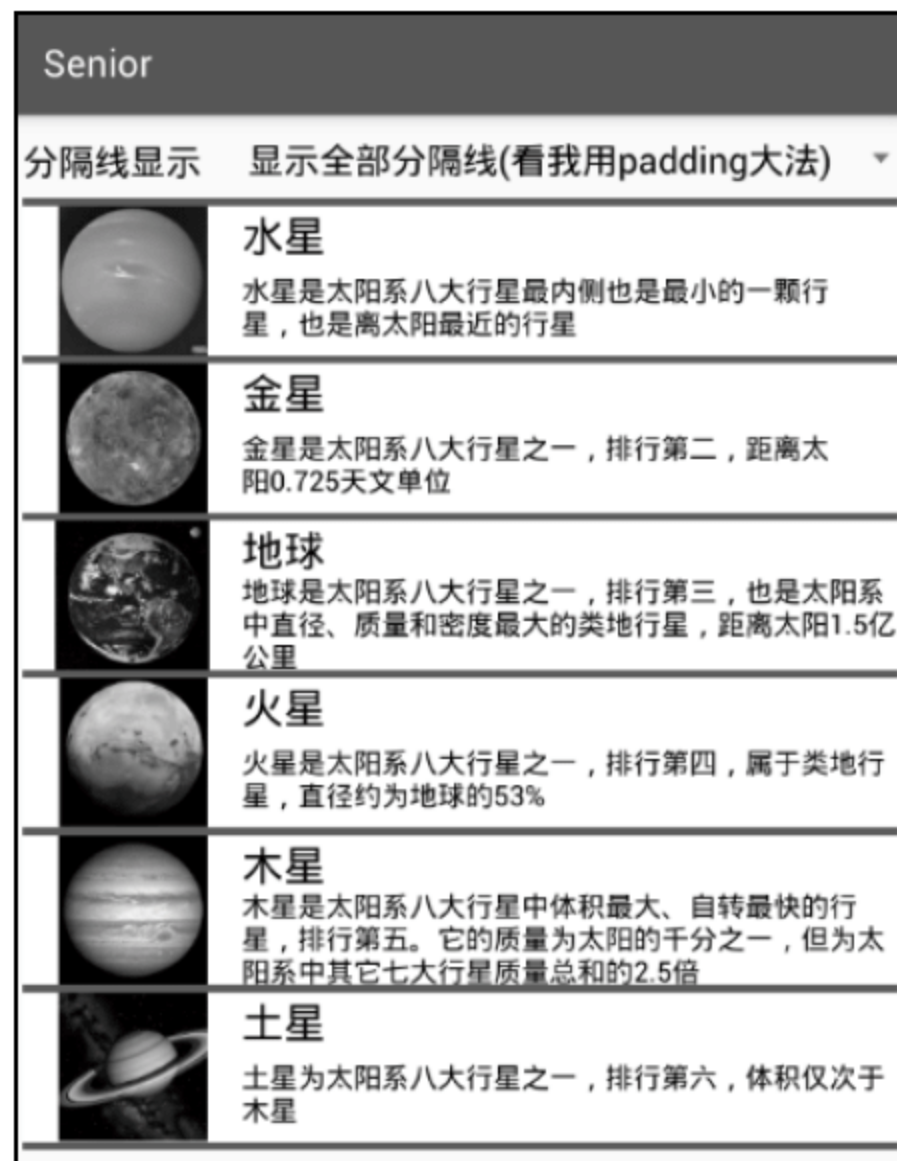 Senior
分隔线显示 显示全部分隔线(看我用padding大法)
水星
水星是太阳系八大行星最内侧也是最小的一颗行
星，也是离太阳最近的行星
金星
金星是太阳系八大行星之一，排行第二，距离太
阳0.725天文单位
地球
地球是太阳系八大行星之一，排行第三，也是太阳系
中直径、质量和密度最大的类地行星，距离太阳1.5亿
公里
火星
火星是太阳系八大行星之一，排行第四，属于类地行
星，直径约为地球的53%
木星
木星是太阳系八大行星中体积最大、自转最快的行
星，排行第五。它的质量为太阳的千分之一，但为太
阳系中其它七大行星质量总和的2.5倍
土星
土星为太阳系八大行星之一，排行第六，体积仅次于
木星